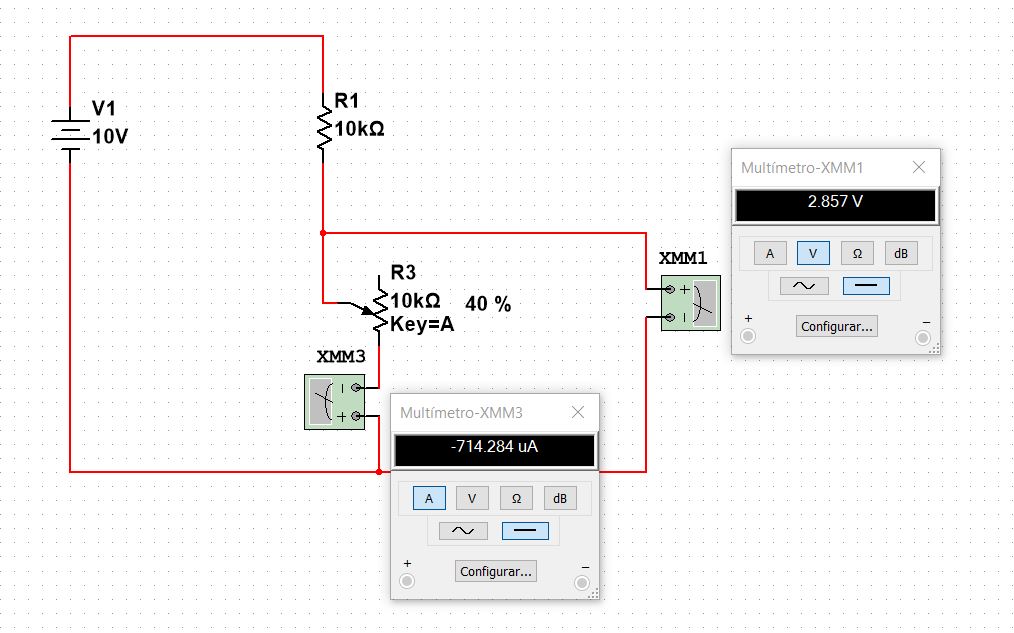 V1
10V
R1
10kΩ
R3
10kΩ
Key=A
40 %
XMM1
XMM3
Multímetro-XMM1
2.857 V
A V Ω dB
+ −
Configurar...
Multímetro-XMM3
-714.284 uA
A V Ω dB
+ −
Configurar...